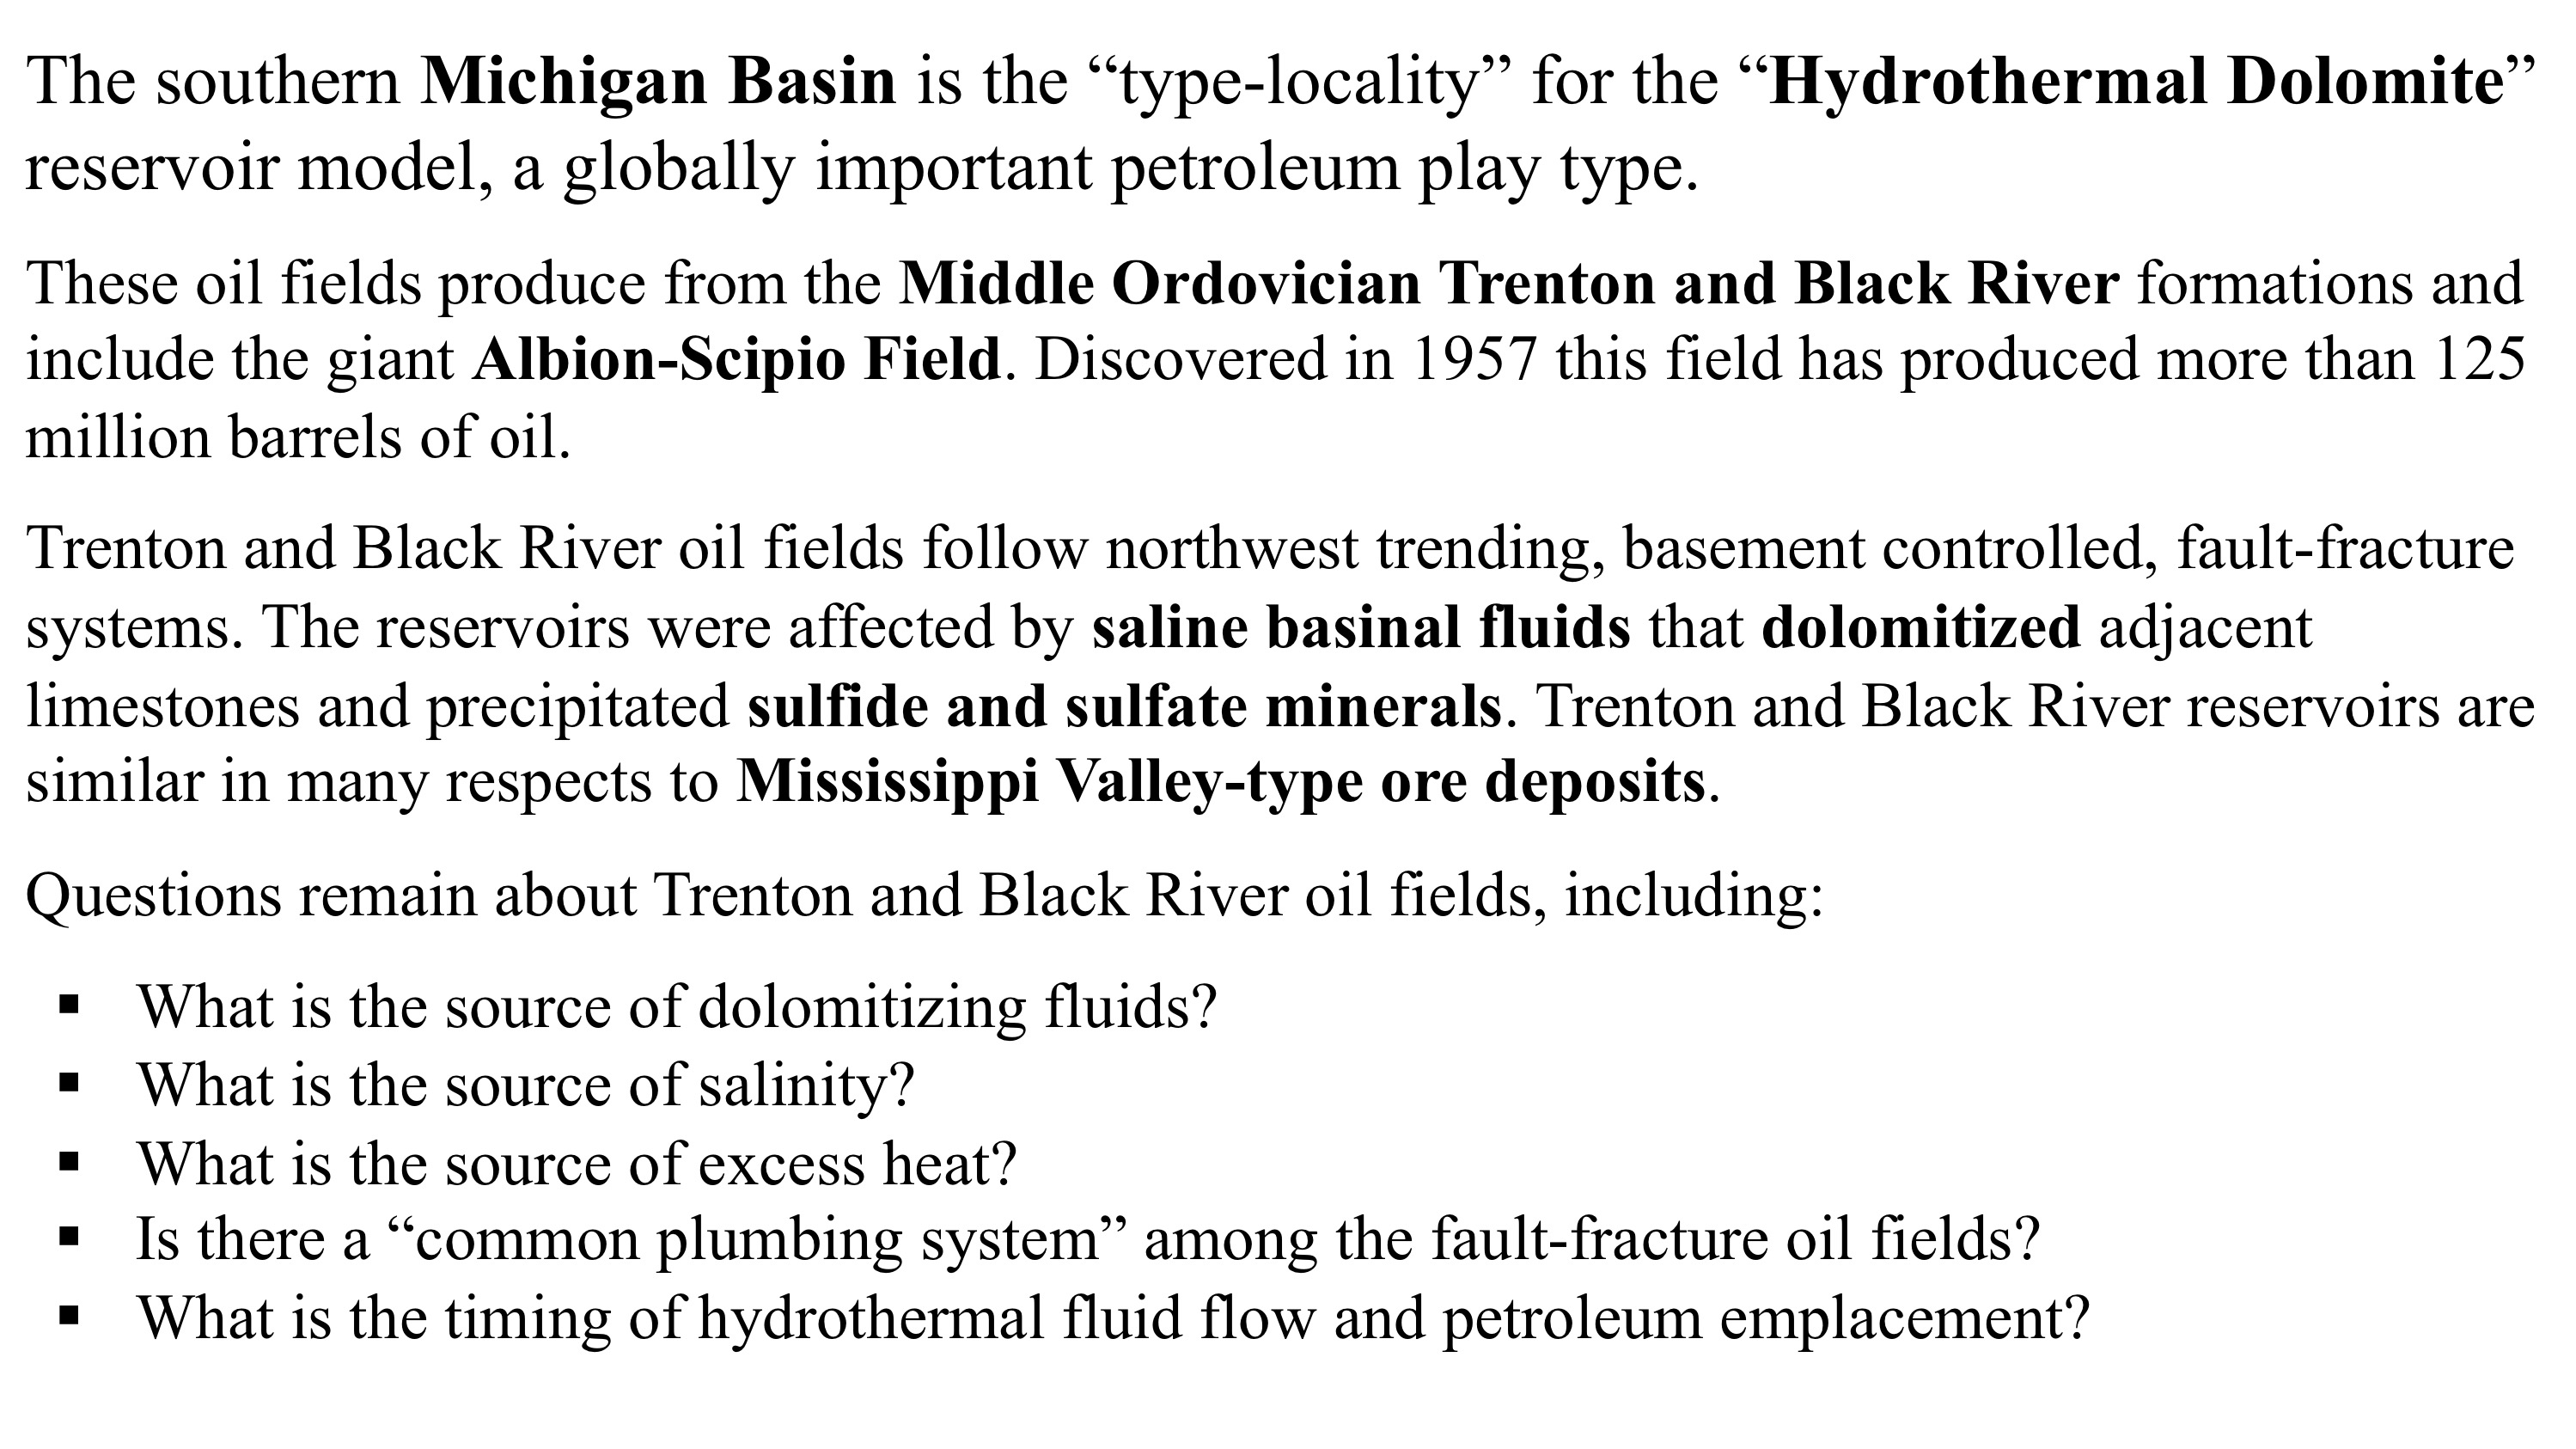 The southern Michigan Basin is the “type-locality” for the “Hydrothermal Dolomite”
reservoir model, a globally important petroleum play type.
These oil fields produce from the Middle Ordovician Trenton and Black River formations and
include the giant Albion-Scipio Field. Discovered in 1957 this field has produced more than 125
million barrels of oil.
Trenton and Black River oil fields follow northwest trending, basement controlled, fault-fracture
systems. The reservoirs were affected by saline basinal fluids that dolomitized adjacent
limestones and precipitated sulfide and sulfate minerals. Trenton and Black River reservoirs are
similar in many respects to Mississippi Valley-type ore deposits.
Questions remain about Trenton and Black River oil fields, including:
▪ What is the source of dolomitizing fluids?
▪ What is the source of salinity?
▪ What is the source of excess heat?
▪ Is there a “common plumbing system” among the fault-fracture oil fields?
▪ What is the timing of hydrothermal fluid flow and petroleum emplacement?